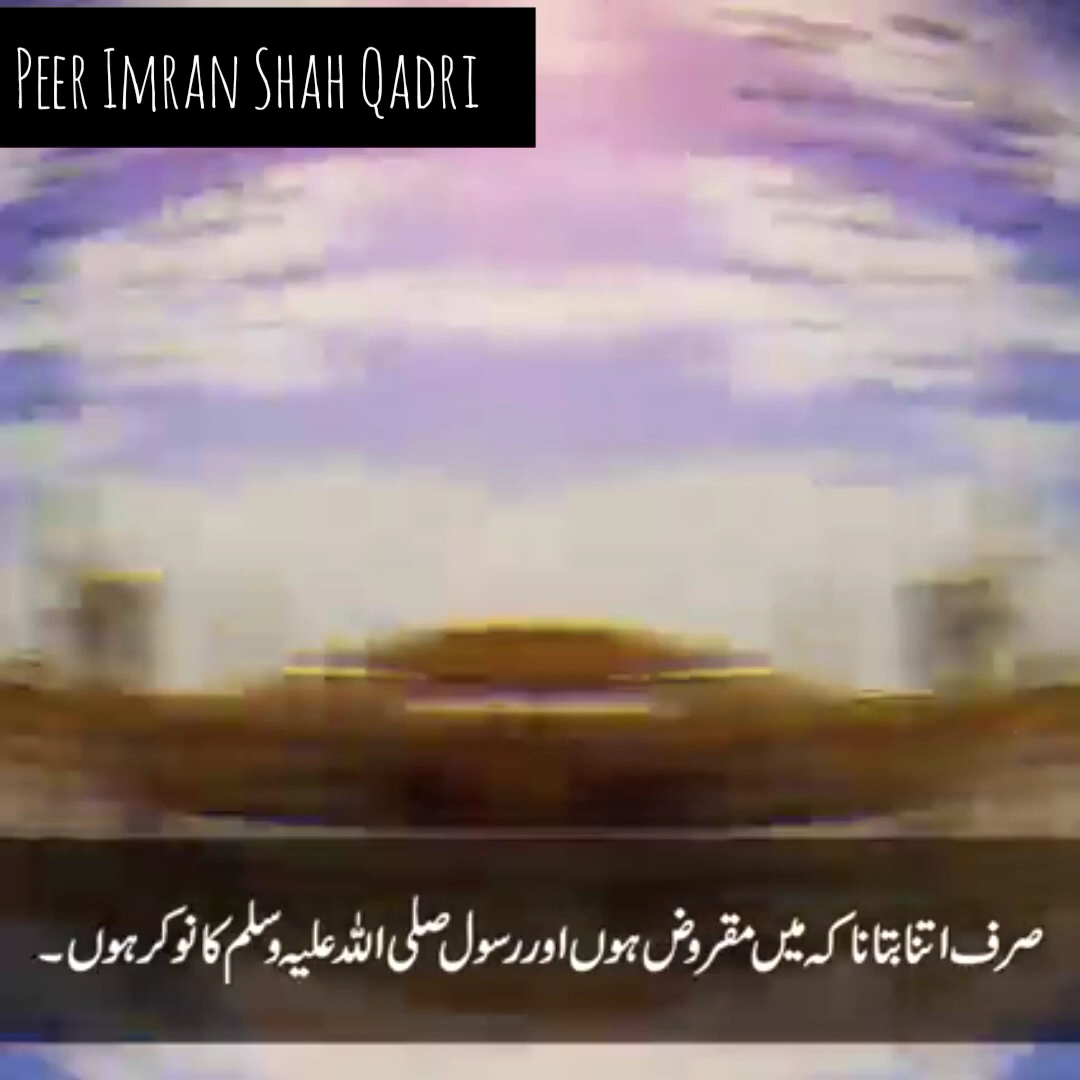 PEER IMRAN SHAH QADRI
صرف اتنا بتانا کہ میں مقروض ہوں اور رسول صلی اللہ علیہ وسلم کا نوکر ہوں۔